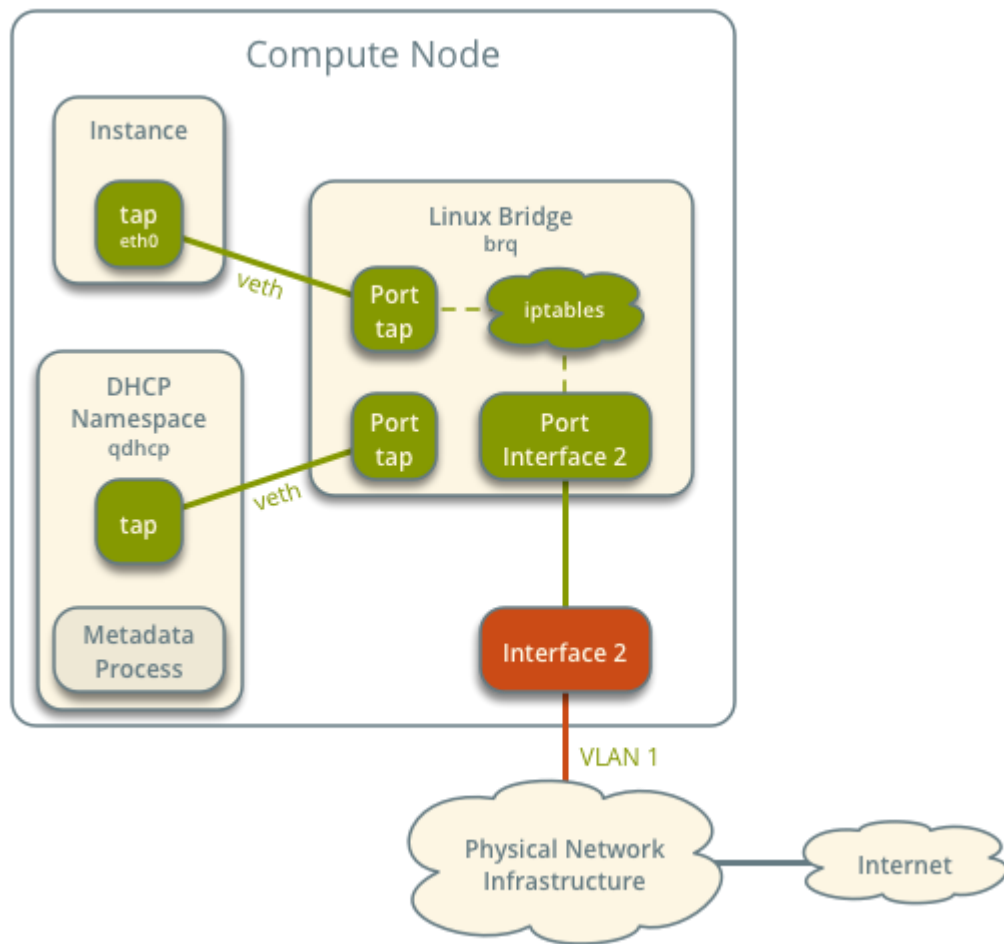 Compute Node
Instance
tap
eth0
veth
Linux Bridge
brq
Port
tap
iptables
DHCP
Namespace
qdhcp
tap
veth
Port
tap
Port
Interface 2
Metadata
Process
Interface 2
VLAN 1
Physical Network
Infrastructure
Internet